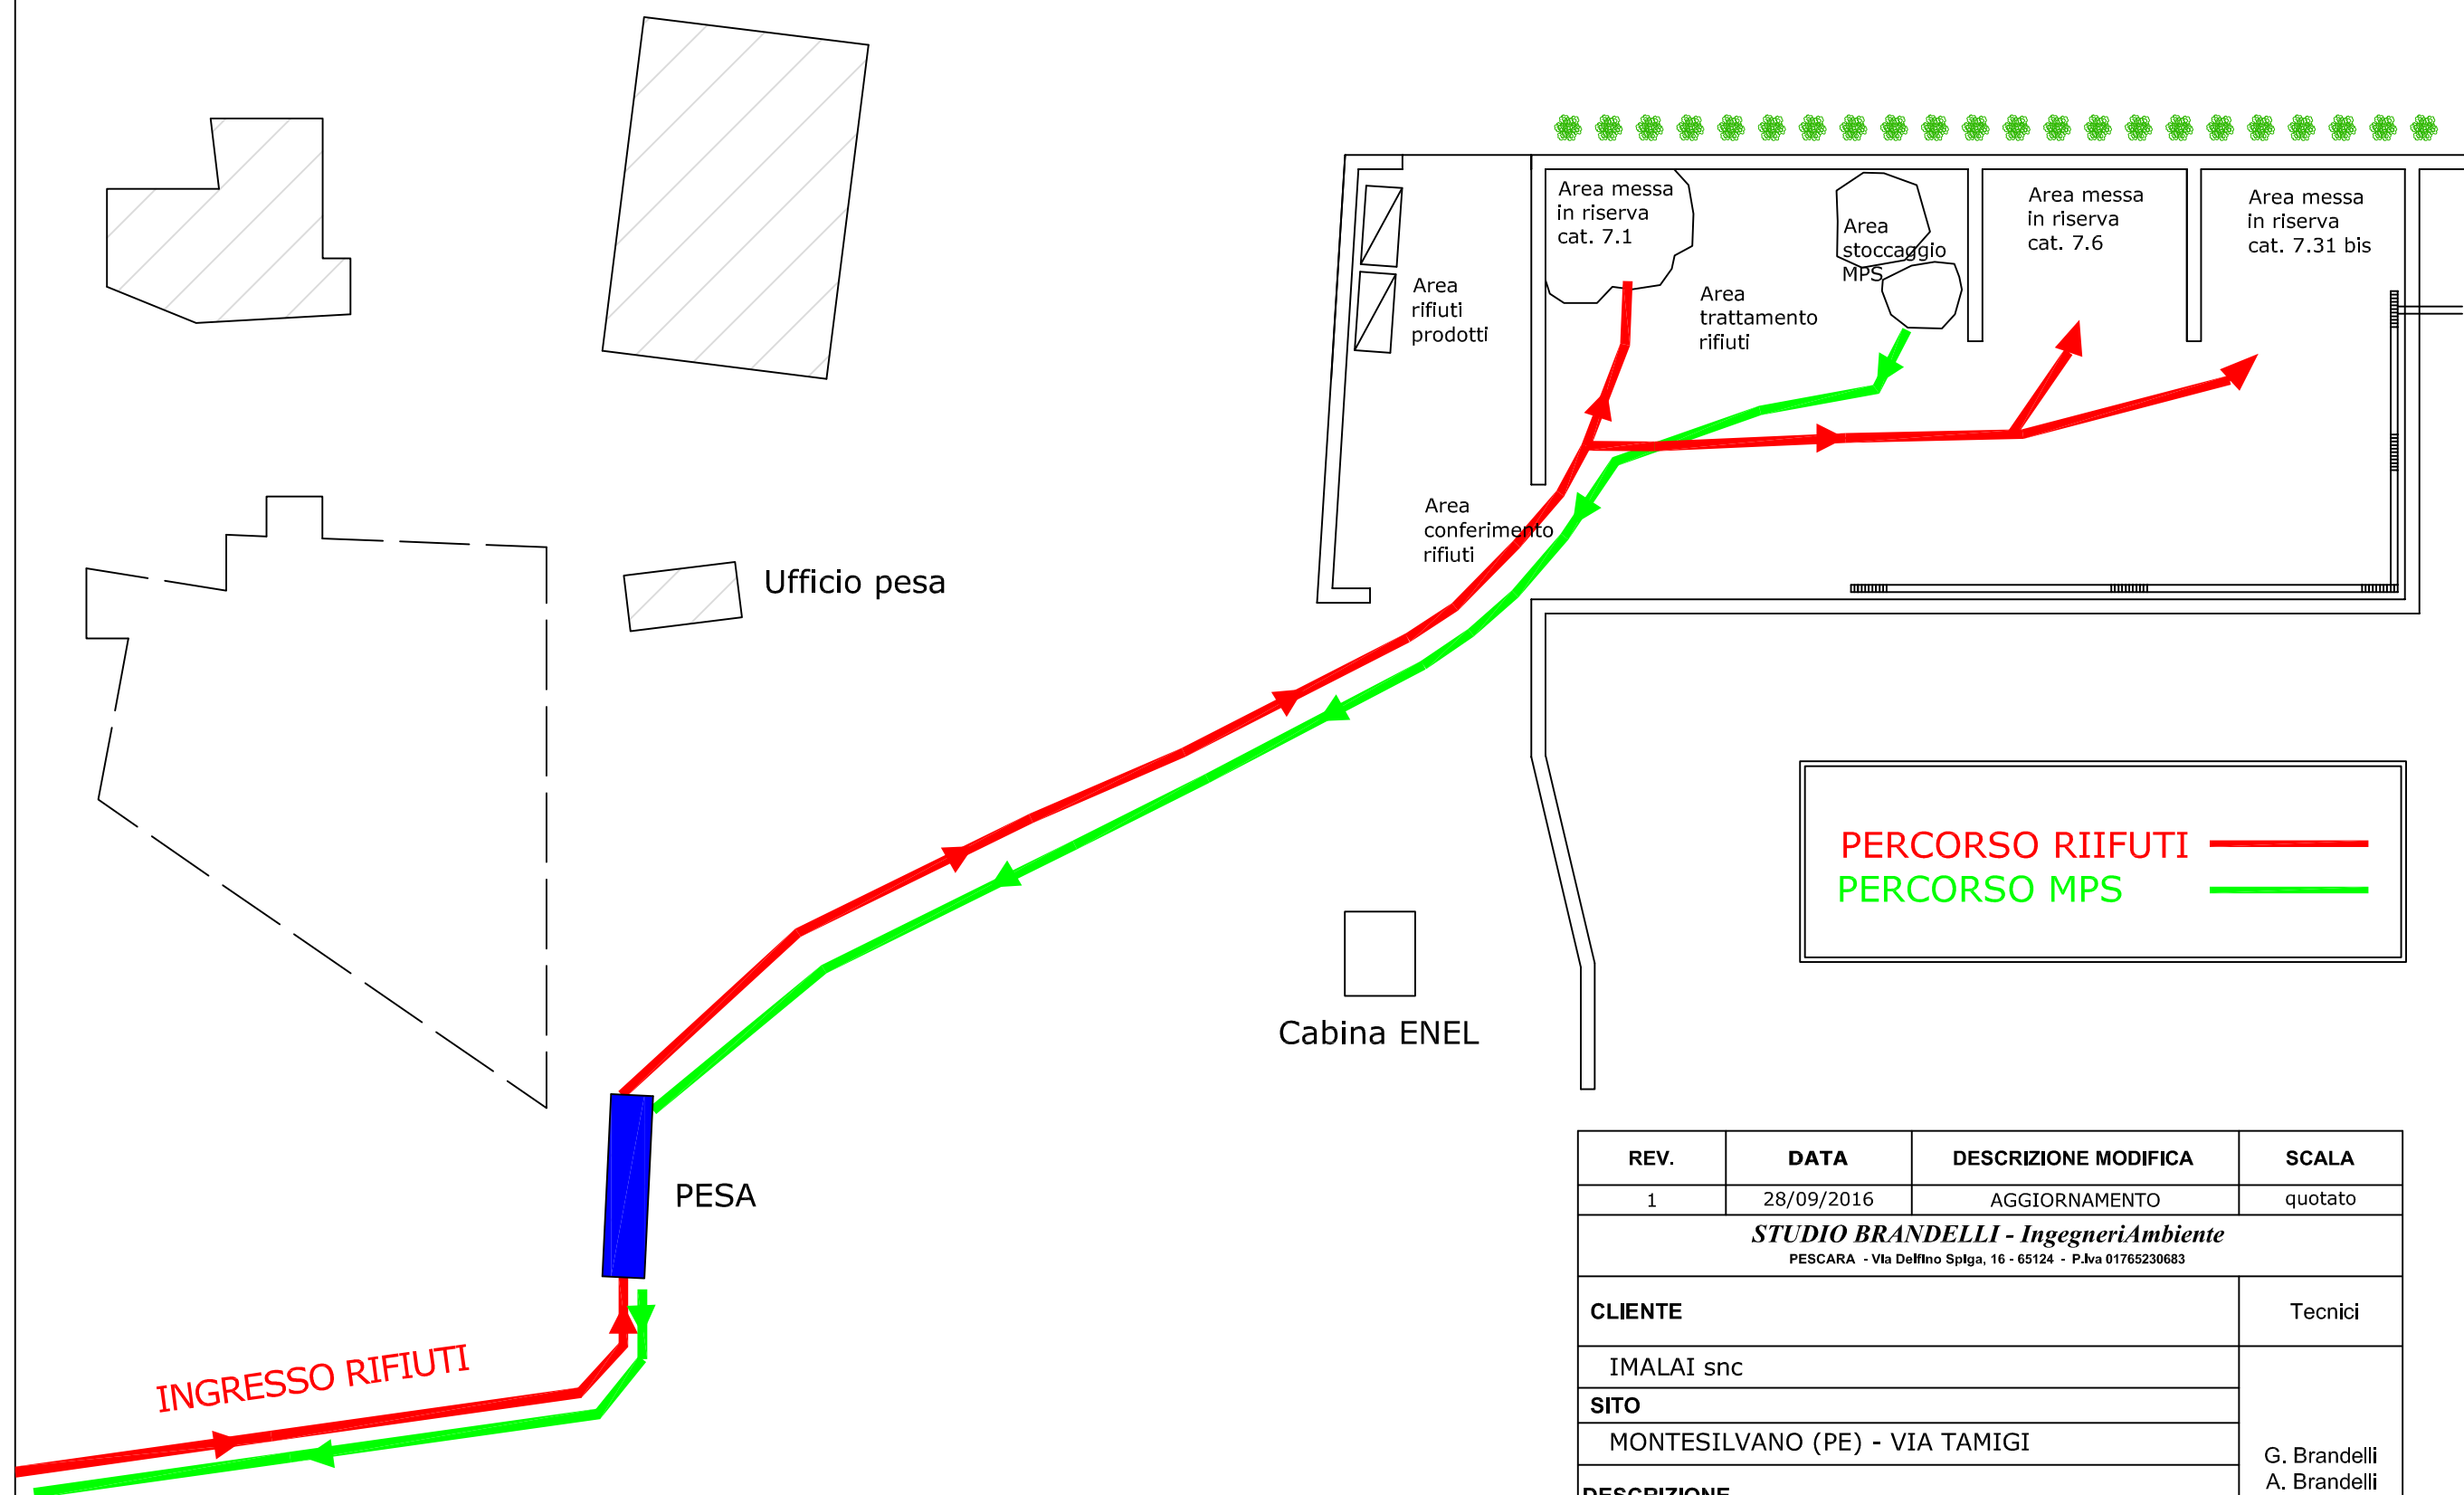 Area messa
in riserva
cat. 7.1
Area
stoccaggio
MPS
Area messa
in riserva
cat. 7.6
Area messa
in riserva
cat. 7.31 bis
Area
rifiuti
prodotti
Area
trattamento
rifiuti
Area
conferimento
rifiuti
Ufficio pesa
PERCORSO RIIFUTI
PERCORSO MPS
Cabina ENEL
PESA
INGRESSO RIFIUTI
REV. DATA DESCRIZIONE MODIFICA SCALA
1 28/09/2016 AGGIORNAMENTO quotato
STUDIO BRANDELLI - IngegneriAmbiente
PESCARA - Via Delfino Spiga, 16 - 65124 - P.Iva 01765230683
CLIENTE Tecnici
IMALAI snc
SITO
MONTESILVANO (PE) - VIA TAMIGI
G. Brandelli
A. Brandelli
DESCRIZIONE